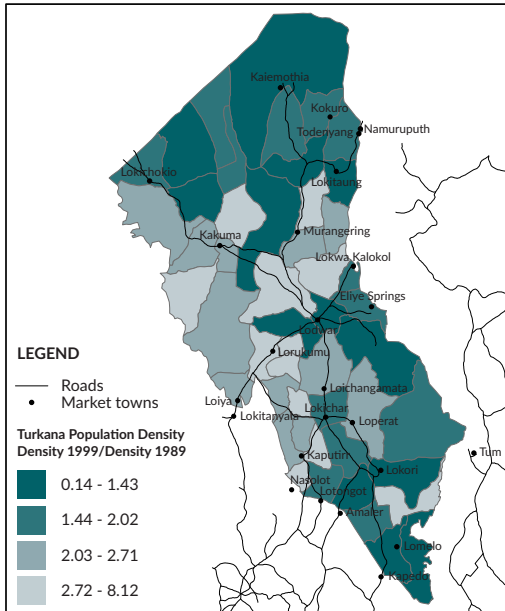 Kaiemothia
Kokuro
Todenyang
Namuruputh
Lokichokio
Lokitaung
Kakuma
Murangering
Lokwa Kalokol
Eliye Springs
Lodwar
LEGEND
Lorukumu
Roads
Loichangamata
Market towns
Loiya
Lokitanyala
Lokichar
Loperat
Turkana Population Density
Density 1999/Density 1989
Kaputiri
Tum
Lokori
0.14 - 1.43
Nasolot
Lotongot
1.44 - 2.02
Amaler
2.03 - 2.71
Lomelo
2.72 - 8.12
Kapedo